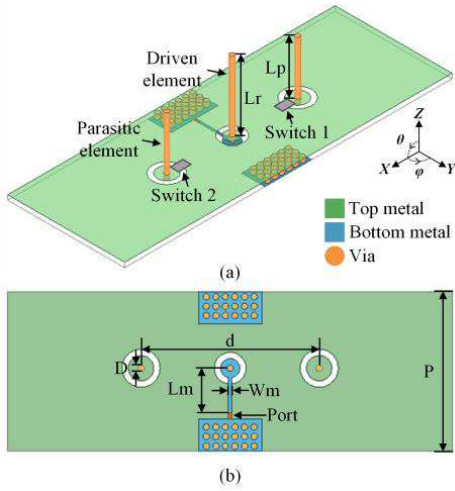 Driven
element
Lp
Lr
Parasitic
element
Switch 1
Switch 2
Z
θ
X
φ
Y
Top metal
Bottom metal
Via
(a)
d
D
Lm
Wm
P
Port
(b)